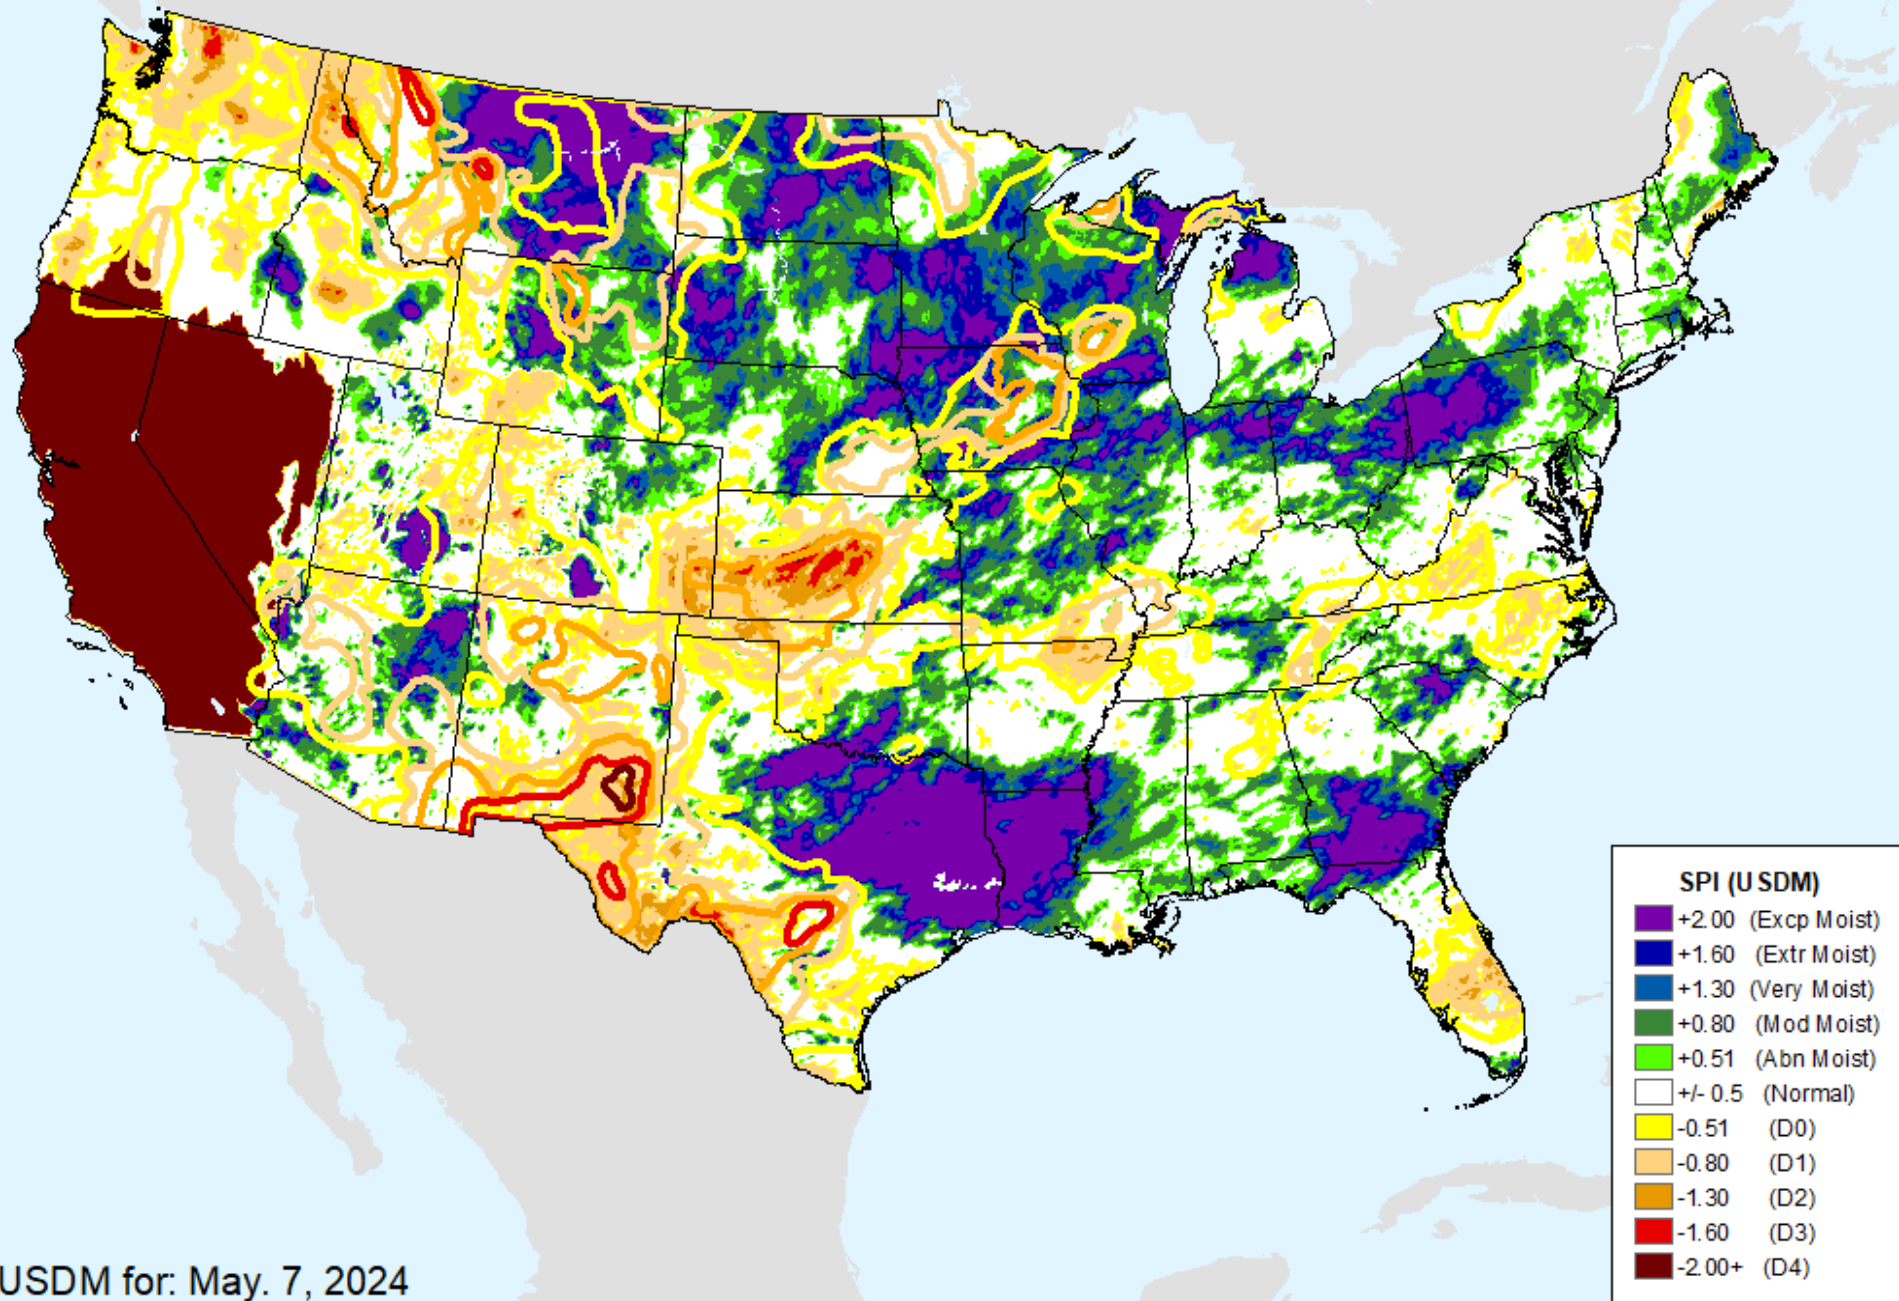 SPI (USDM)
+2.00 (Excp Moist)
+1.60 (Extr Moist)
+1.30 (Very Moist)
+0.80 (Mod Moist)
+0.51 (Abn Moist)
+/- 0.5 (Normal)
-0.51 (D0)
-0.80 (D1)
-1.30 (D2)
-1.60 (D3)
-2.00+ (D4)
USDM for: May. 7, 2024